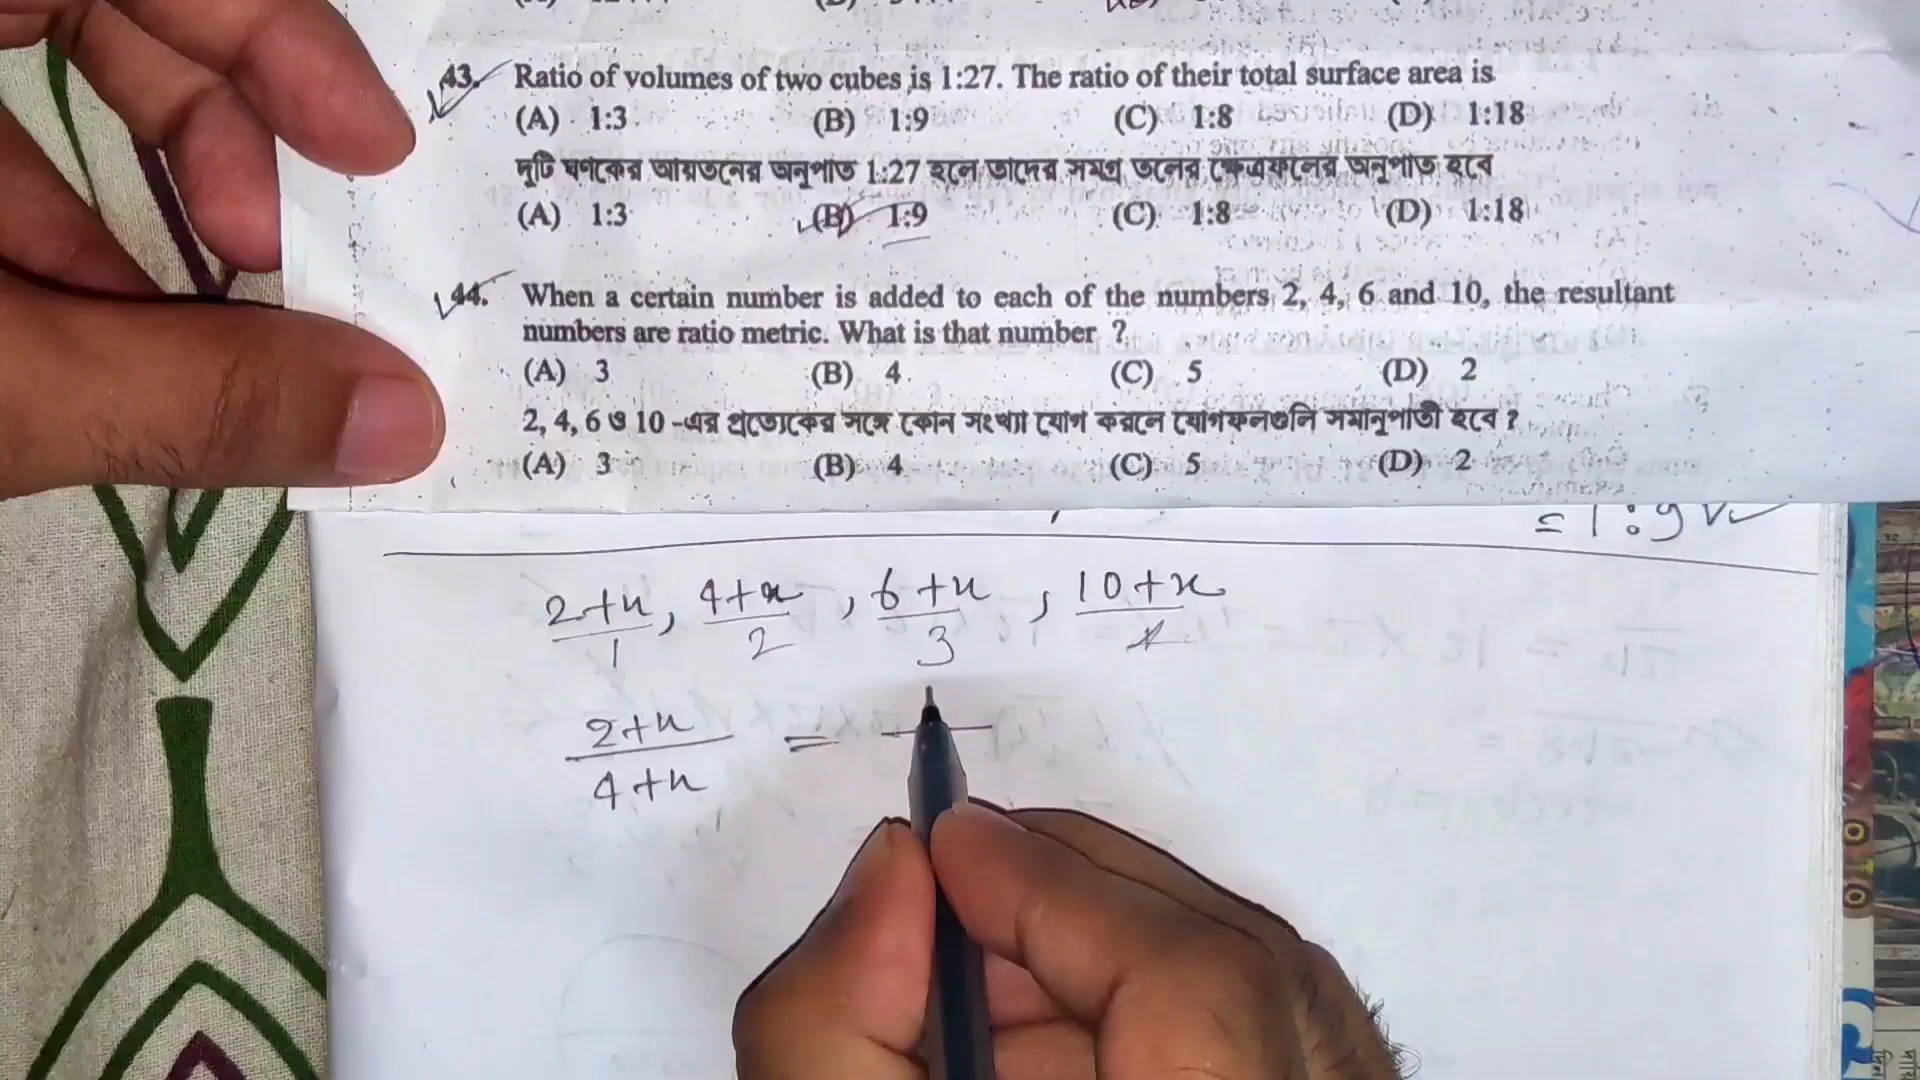 43. Ratio of volumes of two cubes is 1:27. The ratio of their total surface area is
(A) 1:3 (B) 1:9 (C) 1:8 (D) 1:18
দুটি ঘণকের আয়তনের অনুপাত 1:27 হলে তাদের সমগ্র তলের ক্ষেত্রফলের অনুপাত হবে
(A) 1:3 (B) 1:9 (C) 1:8 (D) 1:18
44. When a certain number is added to each of the numbers 2, 4, 6 and 10, the resultant
numbers are ratio metric. What is that number ?
(A) 3 (B) 4 (C) 5 (D) 2
2, 4, 6 ও 10 -এর প্রত্যেকের সঙ্গে কোন সংখ্যা যোগ করলে যোগফলগুলি সমানুপাতী হবে ?
(A) 3 (B) 4 (C) 5 (D) 2
= 1:9
2+x, 4+x, 6+x, 10+x
1 2 3 4
2+x
=
4+x